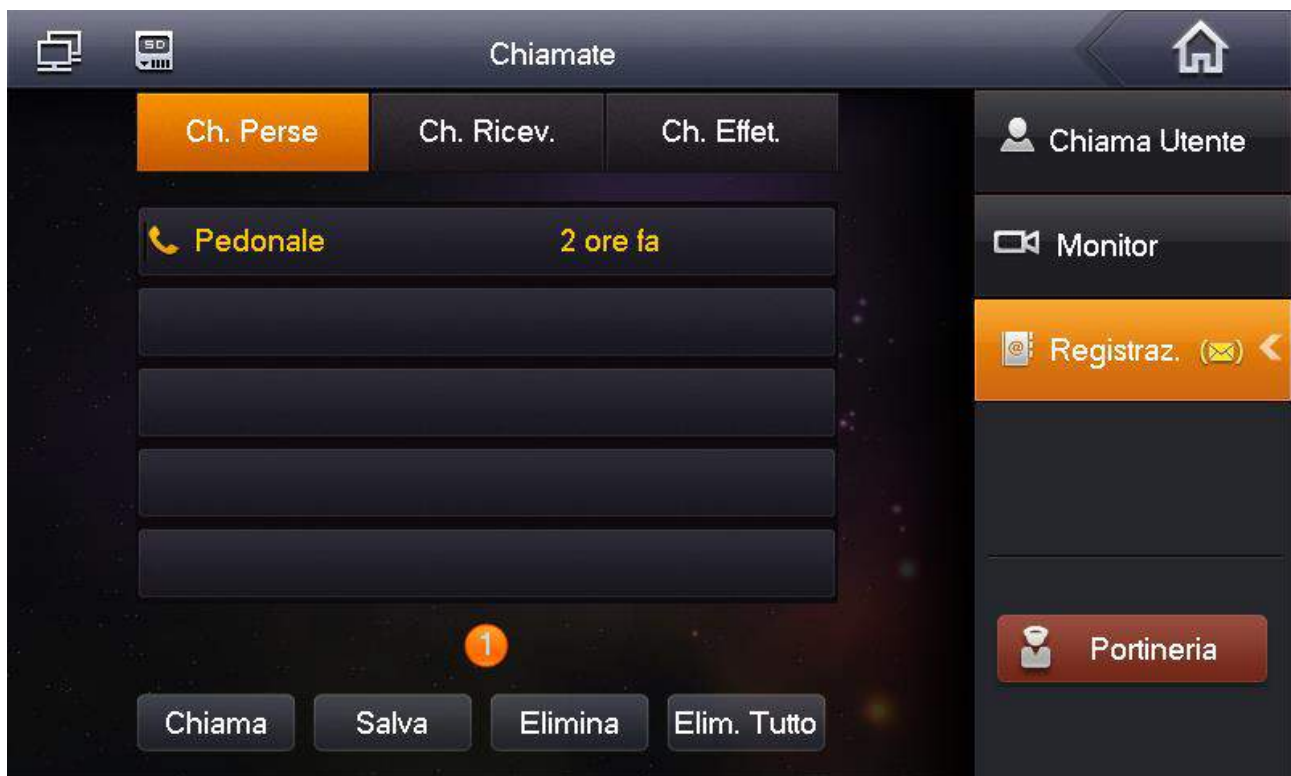 SD
Chiamate
Ch. Perse Ch. Ricev. Ch. Effet.
Pedonale 2 ore fa
1
Chiama Salva Elimina Elim. Tutto
Chiama Utente
Monitor
@ Registraz. (✉)
Portineria